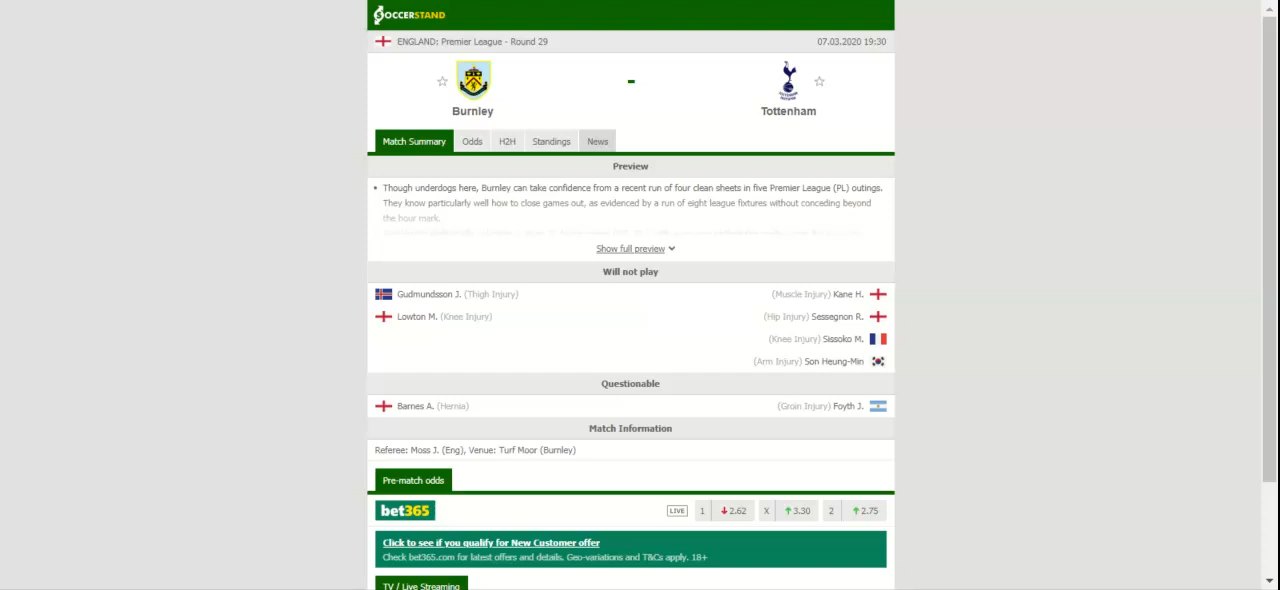 SOCCERSTAND
ENGLAND: Premier League - Round 29 07.03.2020 19:30
-
Burnley Tottenham
Match Summary Odds H2H Standings News
Preview
Though underdogs here, Burnley can take confidence from a recent run of four clean sheets in five Premier League (PL) outings.
They know particularly well how to close games out, as evidenced by a run of eight league fixtures without conceding beyond
the hour mark.
Show full preview
Will not play
Gudmundsson J. (Thigh Injury) (Muscle Injury) Kane H.
Lowton M. (Knee Injury) (Hip Injury) Sessegnon R.
(Knee Injury) Sissoko M.
(Arm Injury) Son Heung-Min
Questionable
Barnes A. (Hernia) (Groin Injury) Foyth J.
Match Information
Referee: Moss J. (Eng), Venue: Turf Moor (Burnley)
Pre-match odds
bet365 LIVE 1 2.62 X 3.30 2 2.75
Click to see if you qualify for New Customer offer
Check bet365.com for latest offers and details. Geo-variations and T&Cs apply. 18+
TV / Live Streaming